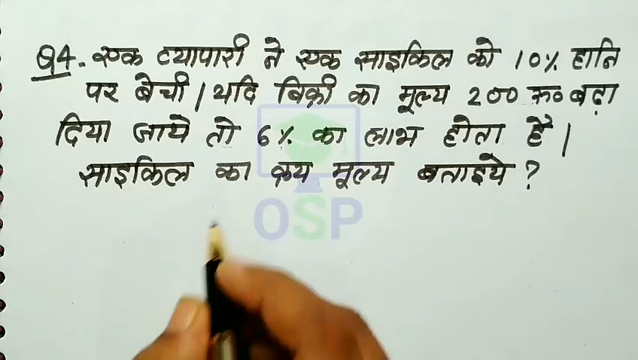 Q4. एक व्यापारी ने एक साइकिल को 10% हानि
पर बेची। यदि बिक्री का मूल्य 200 रू० बढ़ा
दिया जाये तो 6% का लाभ होता है।
साइकिल का क्रय मूल्य बताइये ?
OSP